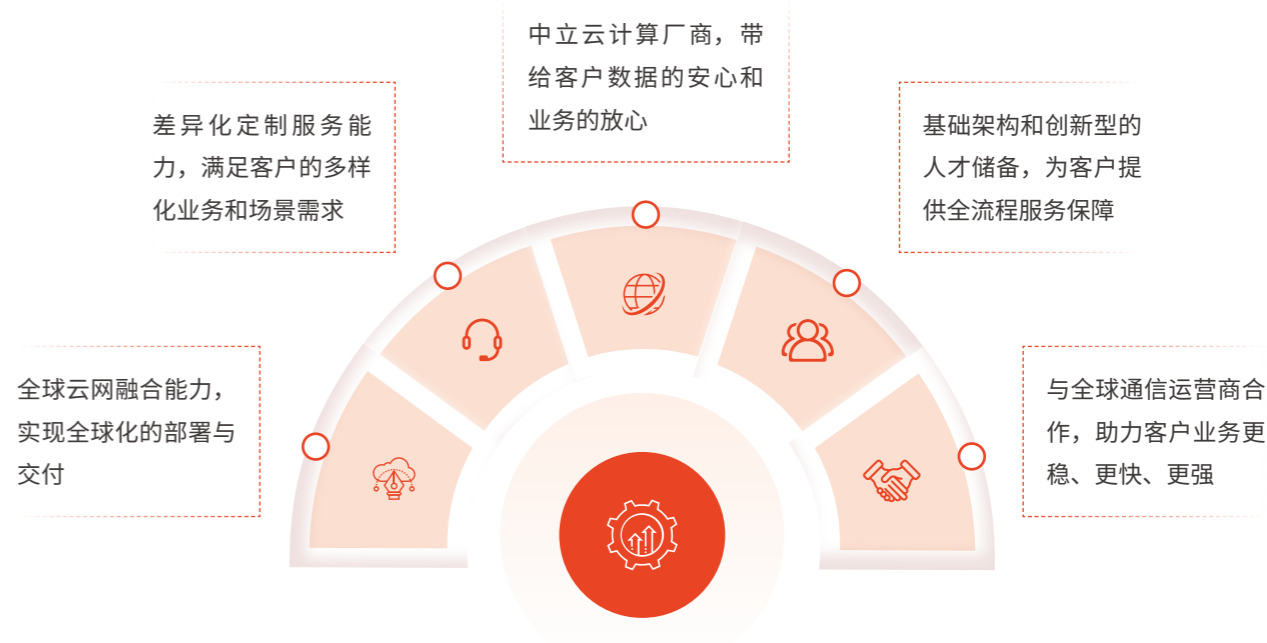 全球云网融合能力，
实现全球化的部署与
交付
差异化定制服务能
力，满足客户的多样
化业务和场景需求
中立云计算厂商，带
给客户数据的安心和
业务的放心
基础架构和创新型的
人才储备，为客户提
供全流程服务保障
与全球通信运营商合
作，助力客户业务更
稳、更快、更强